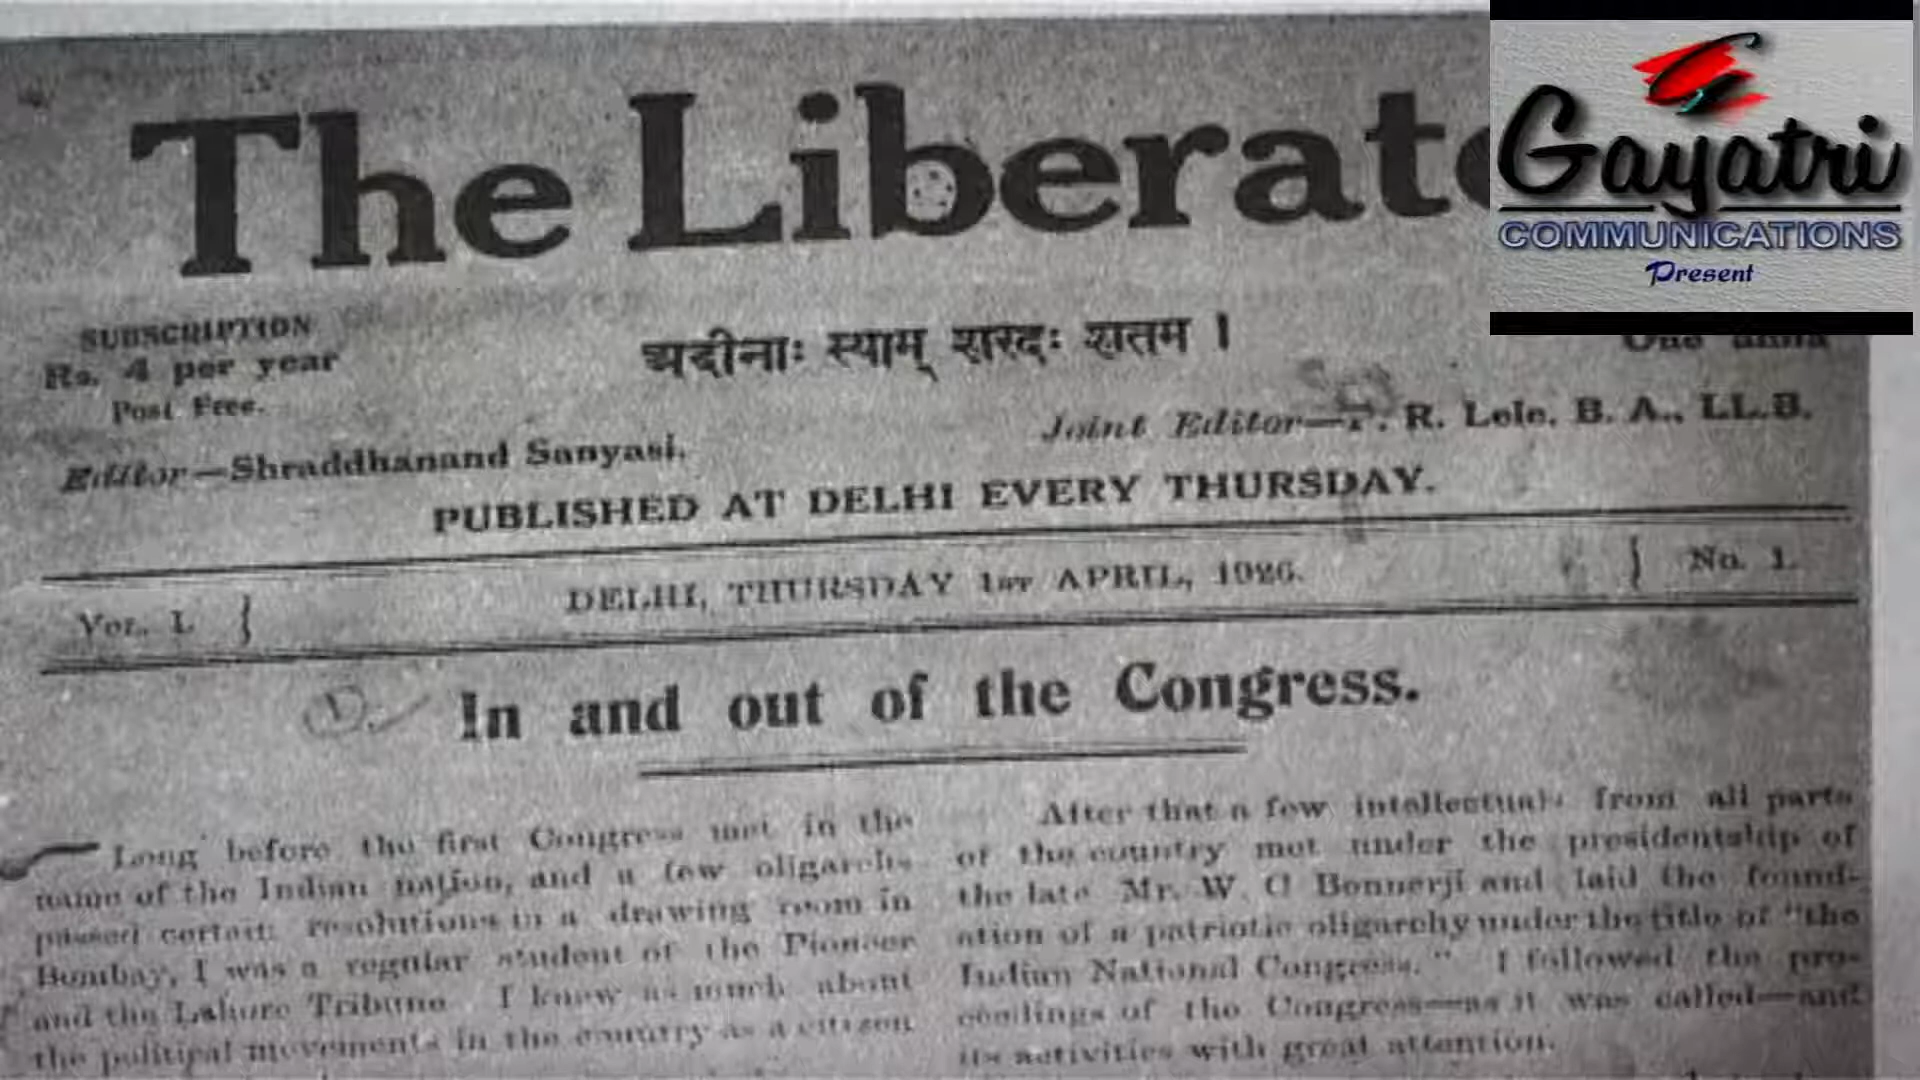 The Liberato
Gayatri
COMMUNICATIONS
Present
SUBSCRIPTION
Rs. 4 per year
Post Free.
अदीनाः स्याम् शरदः शतम ।
One anna
Editor—Shraddhanand Sanyasi.
Joint Editor—P. R. Lele. B. A., LL.B.
PUBLISHED AT DELHI EVERY THURSDAY.
Vol. I. }
DELHI, THURSDAY 1st APRIL, 1926.
} No. 1.
In and out of the Congress.
Long before the first Congress met in the
name of the Indian nation, and a few oligarchs
passed certain resolutions in a drawing room in
Bombay, I was a regular student of the Pioneer
and the Lahore Tribune. I knew as much about
the political movements in the country as a citizen
After that a few intellectuals from all parts
of the country met under the presidentship of
the late Mr. W. C Bonnerji and laid the found-
ation of a patriotic oligarchy under the title of "the
Indian National Congress." I followed the pro-
ceedings of the Congress—as it was called—and
its activities with great attention.